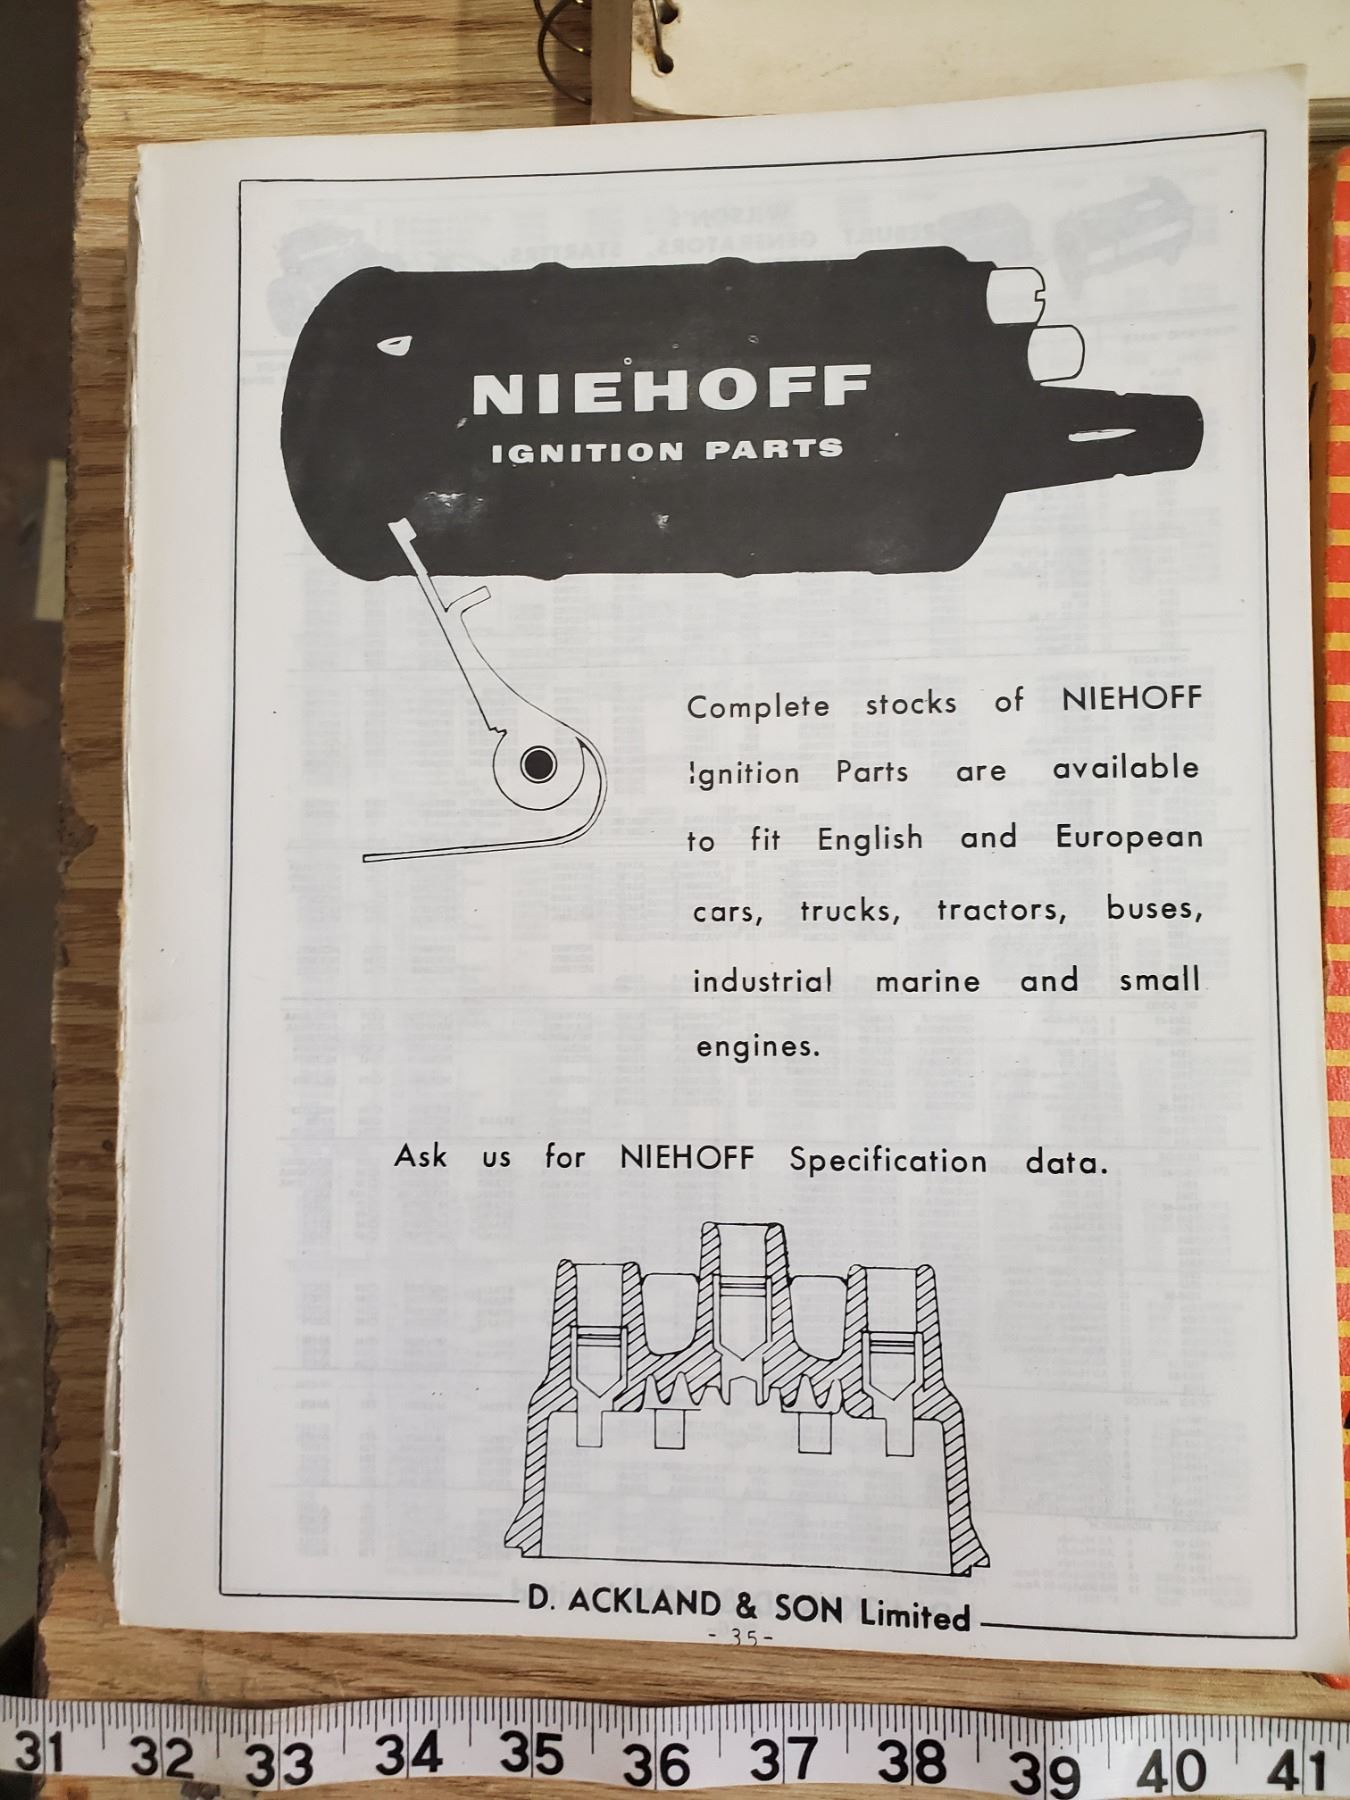 NIEHOFF
IGNITION PARTS
Complete stocks of NIEHOFF
Ignition Parts are available
to fit English and European
cars, trucks, tractors, buses,
industrial marine and small
engines.
Ask us for NIEHOFF Specification data.
D. ACKLAND & SON Limited
- 35 -
31 32 33 34 35 36 37 38 39 40 41